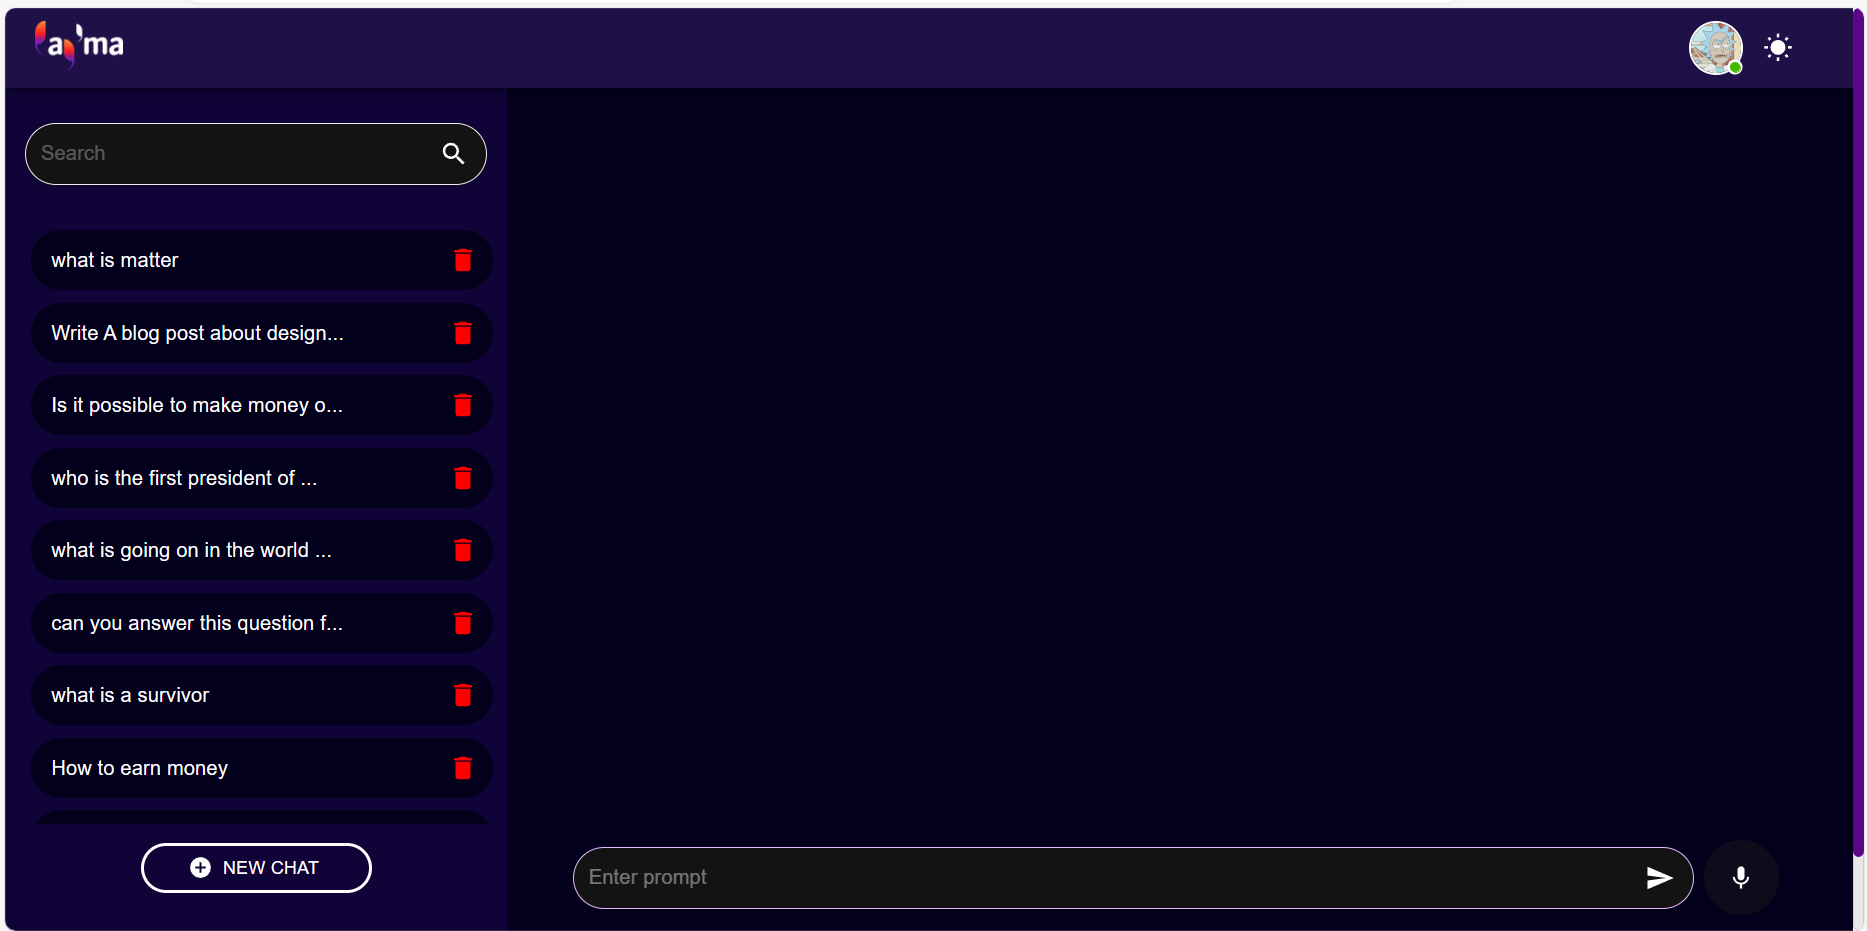 Search
what is matter
Write A blog post about design...
Is it possible to make money o...
who is the first president of ...
what is going on in the world ...
can you answer this question f...
what is a survivor
How to earn money
NEW CHAT
Enter prompt